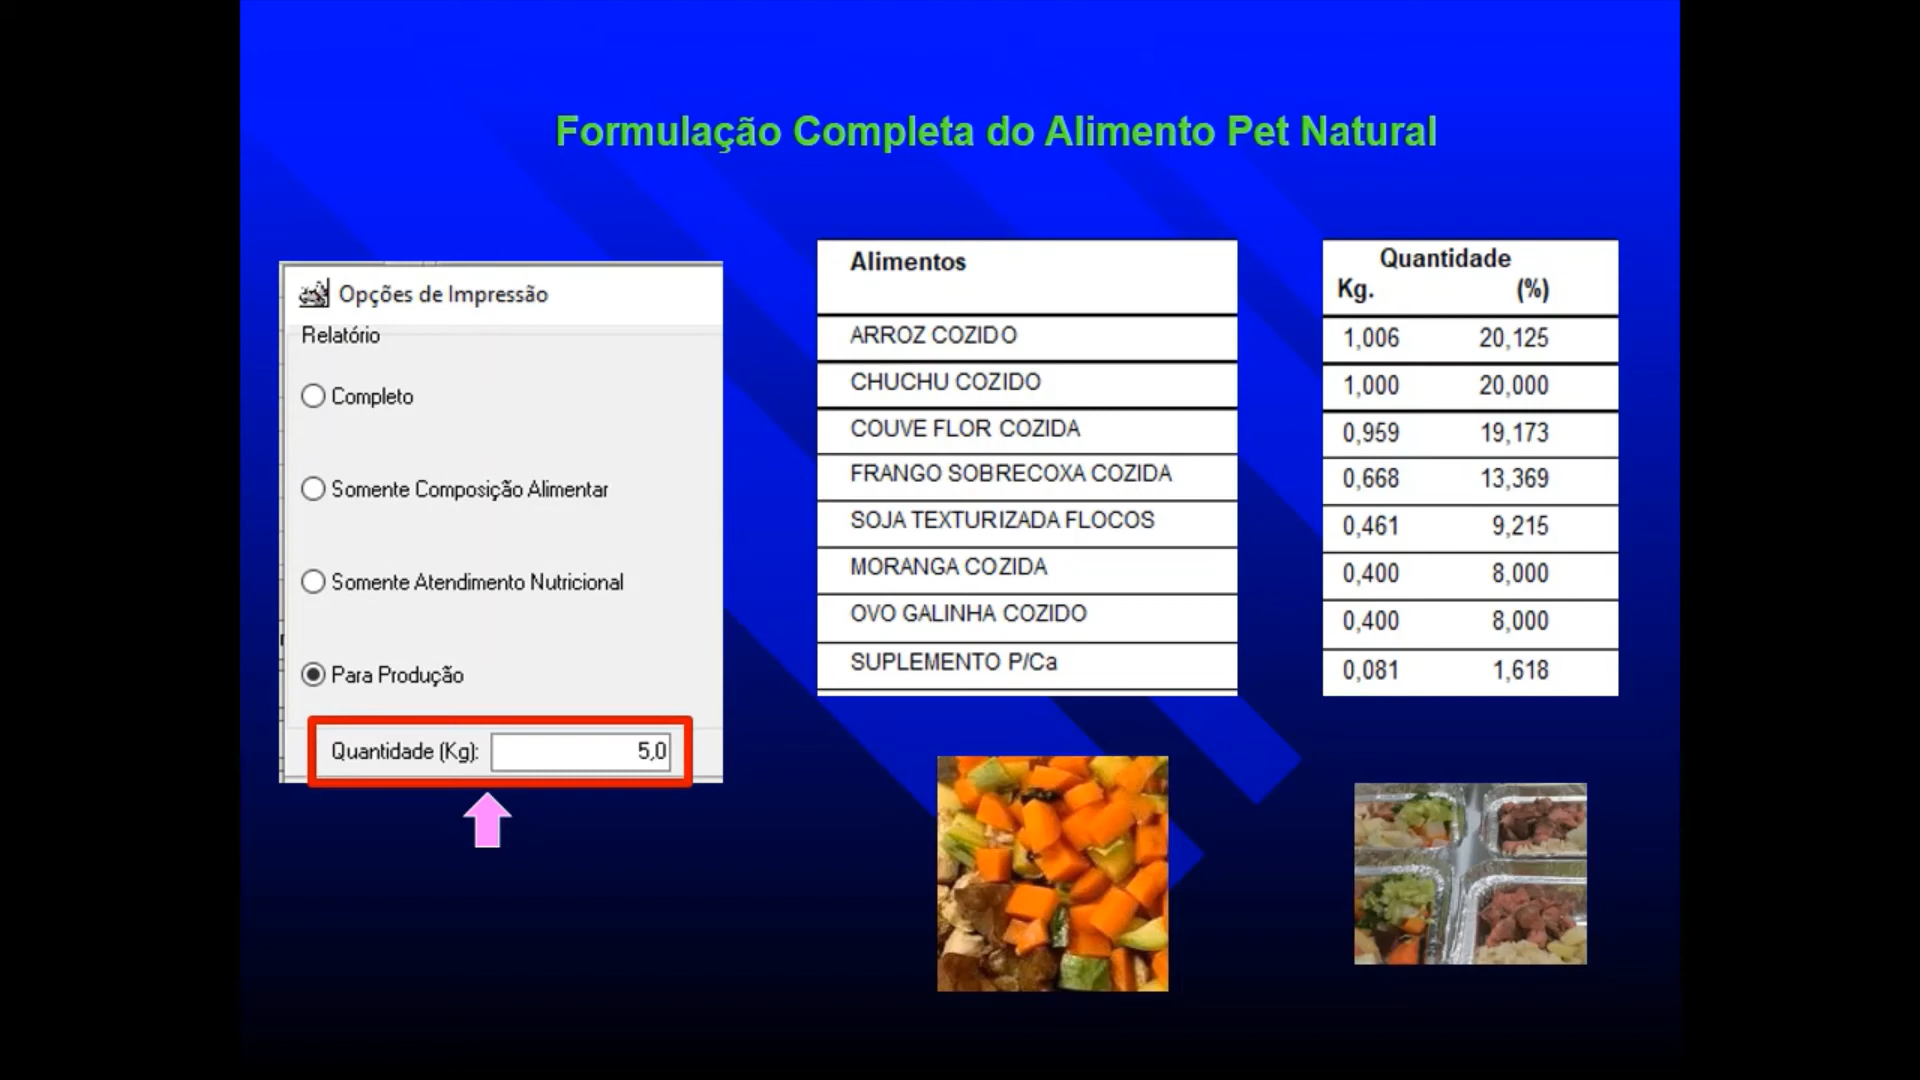 Formulação Completa do Alimento Pet Natural
Opções de Impressão
Relatório
Completo
Somente Composição Alimentar
Somente Atendimento Nutricional
Para Produção
Quantidade (Kg): 5,0
Alimentos
ARROZ COZIDO
CHUCHU COZIDO
COUVE FLOR COZIDA
FRANGO SOBRECOXA COZIDA
SOJA TEXTURIZADA FLOCOS
MORANGA COZIDA
OVO GALINHA COZIDO
SUPLEMENTO P/Ca
Quantidade
Kg. (%)
1,006 20,125
1,000 20,000
0,959 19,173
0,668 13,369
0,461 9,215
0,400 8,000
0,400 8,000
0,081 1,618